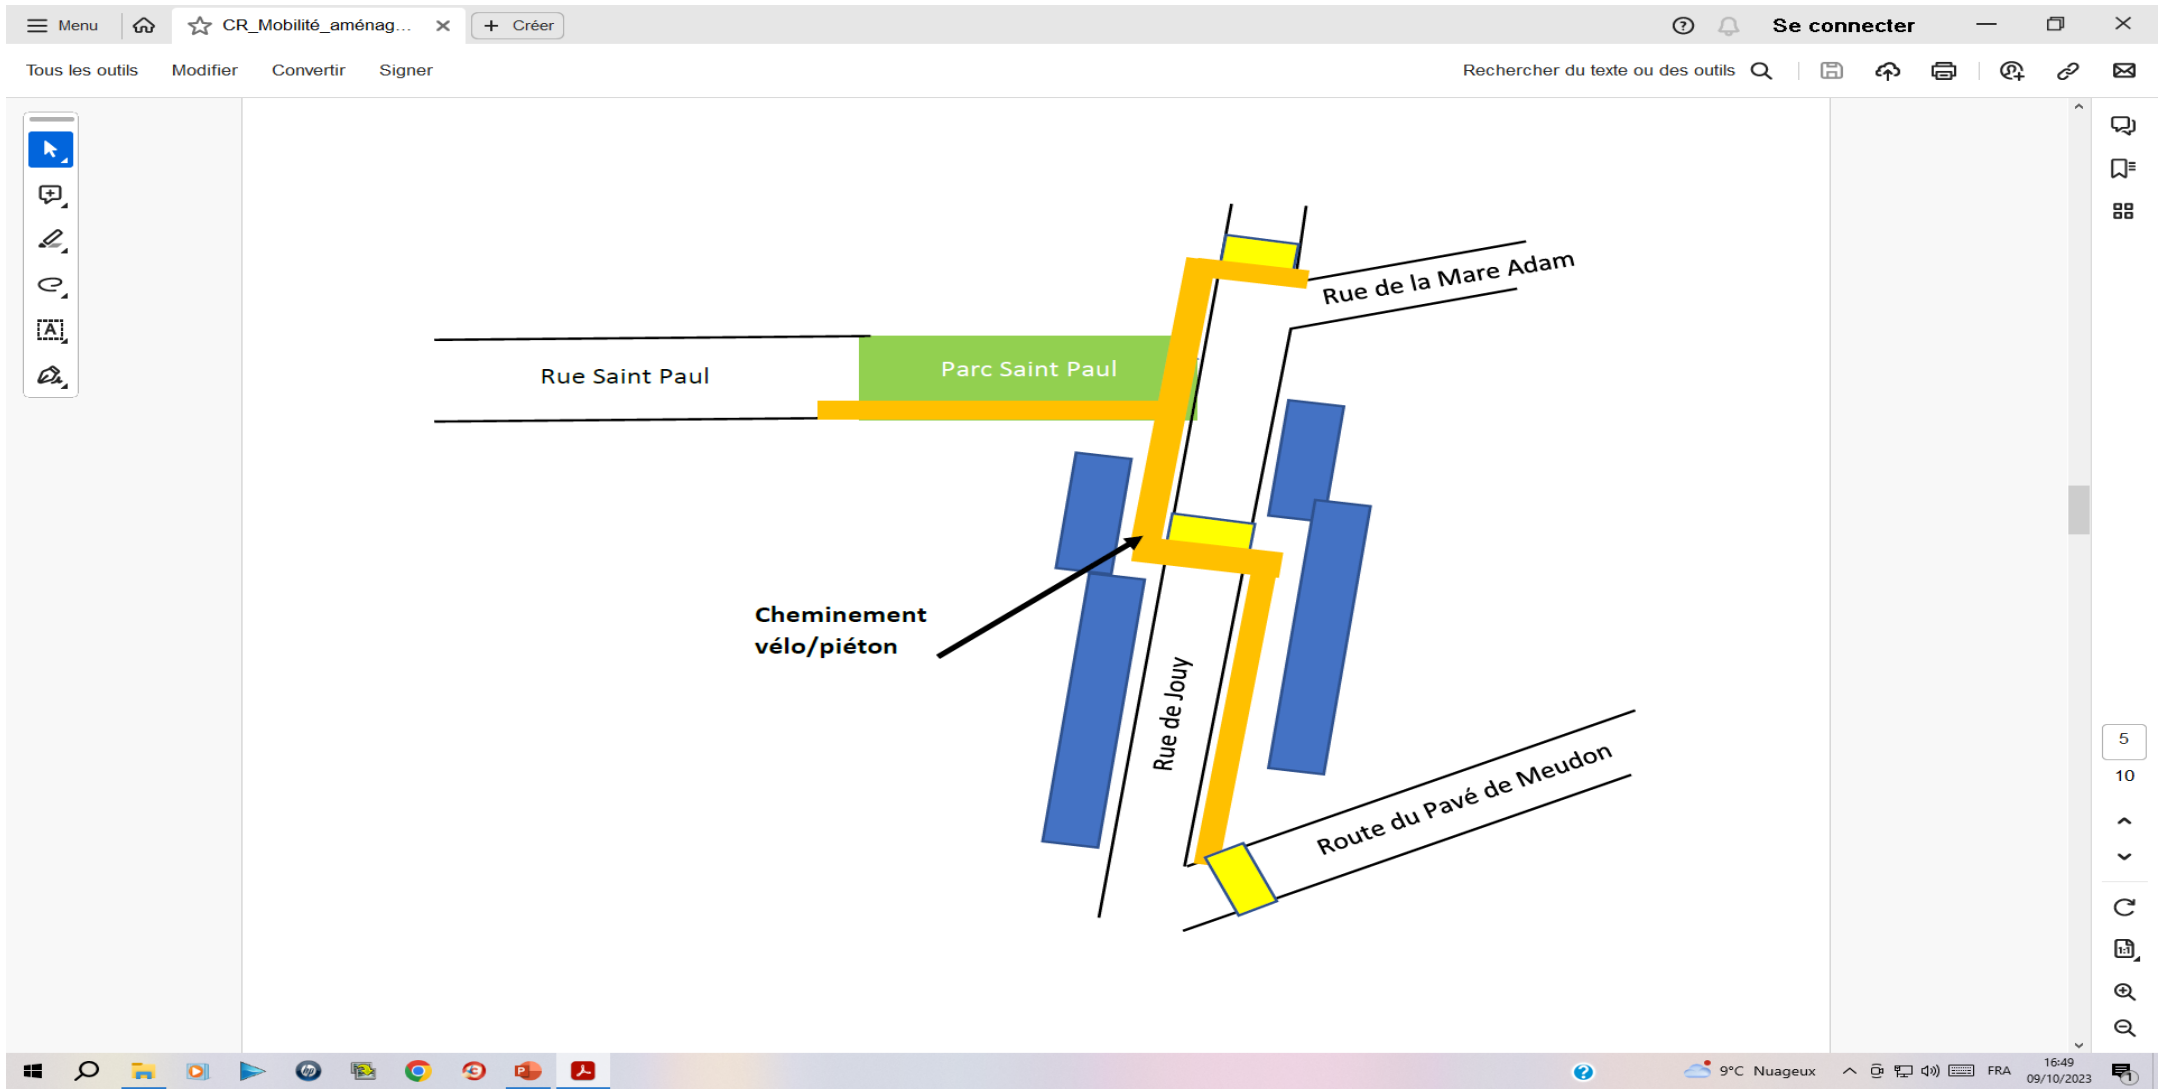 Menu
CR_Mobilité_aménag...
+ Créer
Se connecter
Tous les outils
Modifier
Convertir
Signer
Rechercher du texte ou des outils
Rue de la Mare Adam
Rue Saint Paul
Parc Saint Paul
Cheminement
vélo/piéton
Rue de Jouy
Route du Pavé de Meudon
5
10
9°C Nuageux
FRA
16:49
09/10/2023